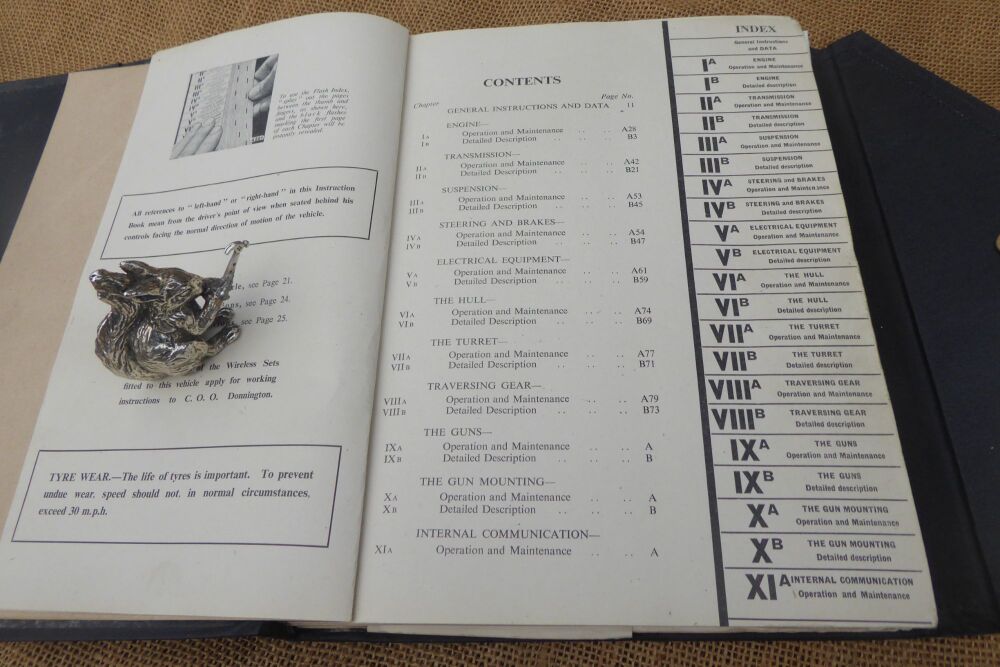 To use the Flash Index,
pages
between the thumb and
fingers, as shown here,
and the black flashes
marking the first page
of each Chapter will be
instantly revealed.
All references to "left-hand" or "right-hand" in this Instruction
Book mean from the driver's point of view when seated behind his
controls facing the normal direction of motion of the vehicle.
see Page 21.
see Page 24.
see Page 25.
of the Wireless Sets
fitted to this vehicle apply for working
instructions to C. O. O. Donnington.
TYRE WEAR.—The life of tyres is important. To prevent
undue wear, speed should not, in normal circumstances,
exceed 30 m.p.h.
CONTENTS
Chapter Page No.
GENERAL INSTRUCTIONS AND DATA 11
ENGINE—
IA Operation and Maintenance .. .. A28
IB Detailed Description .. .. B3
TRANSMISSION—
IIA Operation and Maintenance .. .. A42
IIB Detailed Description .. .. B21
SUSPENSION—
IIIA Operation and Maintenance .. .. A53
IIIB Detailed Description .. .. B45
STEERING AND BRAKES—
IVA Operation and Maintenance .. .. A54
IVB Detailed Description .. .. B47
ELECTRICAL EQUIPMENT—
VA Operation and Maintenance .. .. A61
VB Detailed Description .. .. B59
THE HULL—
VIA Operation and Maintenance .. .. A74
VIB Detailed Description .. .. B69
THE TURRET—
VIIA Operation and Maintenance .. .. A77
VIIB Detailed Description .. .. B71
TRAVERSING GEAR—
VIIIA Operation and Maintenance .. .. A79
VIIIB Detailed Description .. .. B73
THE GUNS—
IXA Operation and Maintenance .. .. A
IXB Detailed Description .. .. B
THE GUN MOUNTING—
XA Operation and Maintenance .. .. A
XB Detailed Description .. .. B
INTERNAL COMMUNICATION—
XIA Operation and Maintenance .. .. A
INDEX
General Instructions
and DATA
IA ENGINE
Operation and Maintenance
IB ENGINE
Detailed description
IIA TRANSMISSION
Operation and Maintenance
IIB TRANSMISSION
Detailed description
IIIA SUSPENSION
Operation and Maintenance
IIIB SUSPENSION
Detailed description
IVA STEERING and BRAKES
Operation and Maintenance
IVB STEERING and BRAKES
Detailed description
VA ELECTRICAL EQUIPMENT
Operation and Maintenance
VB ELECTRICAL EQUIPMENT
Detailed description
VIA THE HULL
Operation and Maintenance
VIB THE HULL
Detailed description
VIIA THE TURRET
Operation and Maintenance
VIIB THE TURRET
Detailed description
VIIIA TRAVERSING GEAR
Operation and Maintenance
VIIIB TRAVERSING GEAR
Detailed description
IXA THE GUNS
Operation and Maintenance
IXB THE GUNS
Detailed description
XA THE GUN MOUNTING
Operation and Maintenance
XB THE GUN MOUNTING
Detailed description
XIA INTERNAL COMMUNICATION
Operation and Maintenance